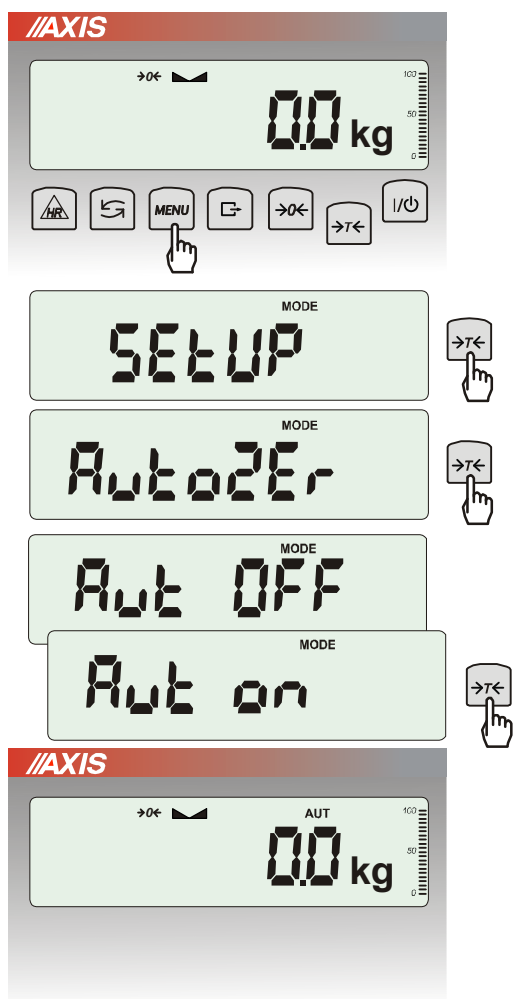 //AXIS
→0←
100
50
0.0 kg
0
HR MENU →0← →T← I/⏻
MODE
SEtUP
→T←
MODE
AutoZEr
→T←
MODE
Aut OFF
MODE
Aut on
→T←
//AXIS
→0← AUT
100
50
0.0 kg
0